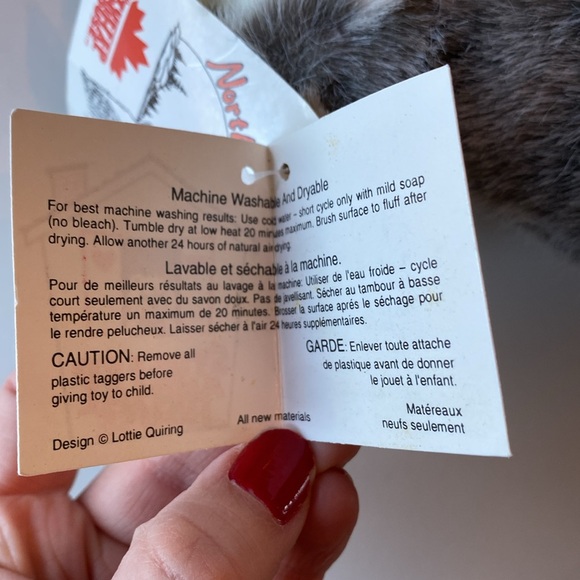 North
Machine Washable And Dryable
For best machine washing results: Use cold water – short cycle only with mild soap
(no bleach). Tumble dry at low heat 20 minutes maximum. Brush surface to fluff after
drying. Allow another 24 hours of natural air drying.
Lavable et séchable à la machine.
Pour de meilleurs résultats au lavage à la machine: Utiliser de l'eau froide – cycle
court seulement avec du savon doux. Pas de javellisant. Sécher au tambour à basse
température un maximum de 20 minutes. Brosser la surface aprés le séchage pour
le rendre pelucheux. Laisser sécher à l'air 24 heures supplémentaires.
CAUTION: Remove all
plastic taggers before
giving toy to child.
GARDE: Enlever toute attache
de plastique avant de donner
le jouet à l'enfant.
All new materials
Matéreaux
neufs seulement
Design © Lottie Quiring